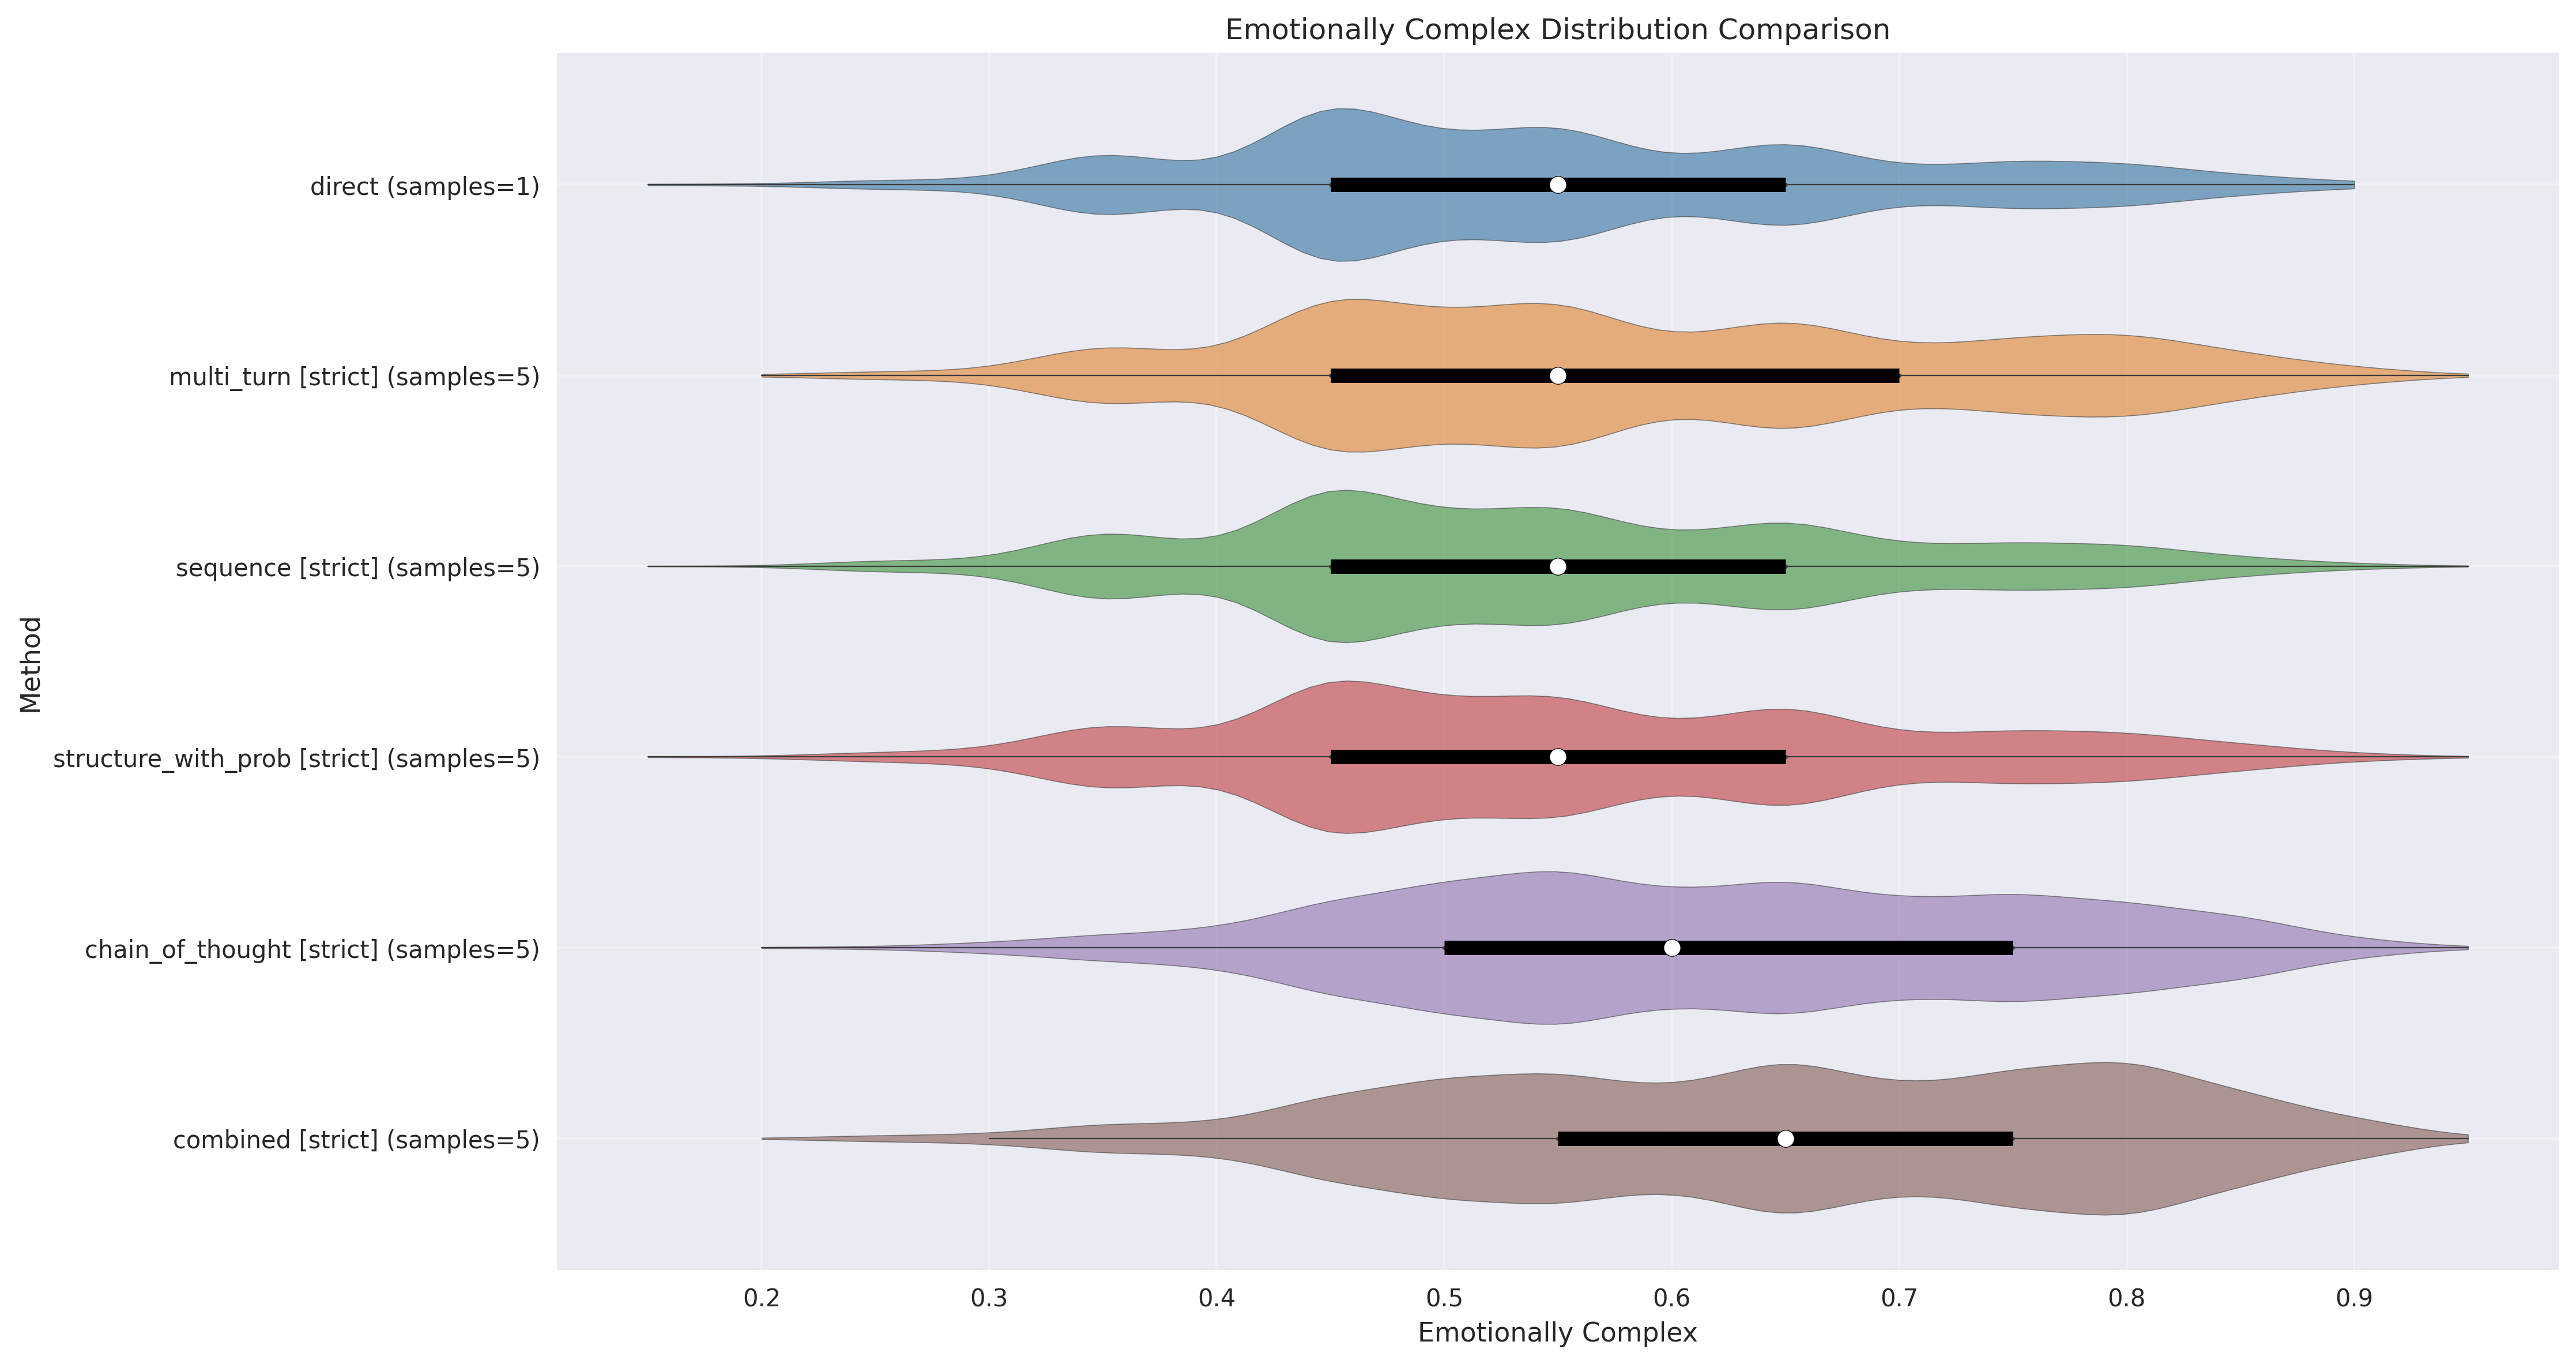 Emotionally Complex Distribution Comparison
Method
direct (samples=1)
multi_turn [strict] (samples=5)
sequence [strict] (samples=5)
structure_with_prob [strict] (samples=5)
chain_of_thought [strict] (samples=5)
combined [strict] (samples=5)
0.2 0.3 0.4 0.5 0.6 0.7 0.8 0.9
Emotionally Complex